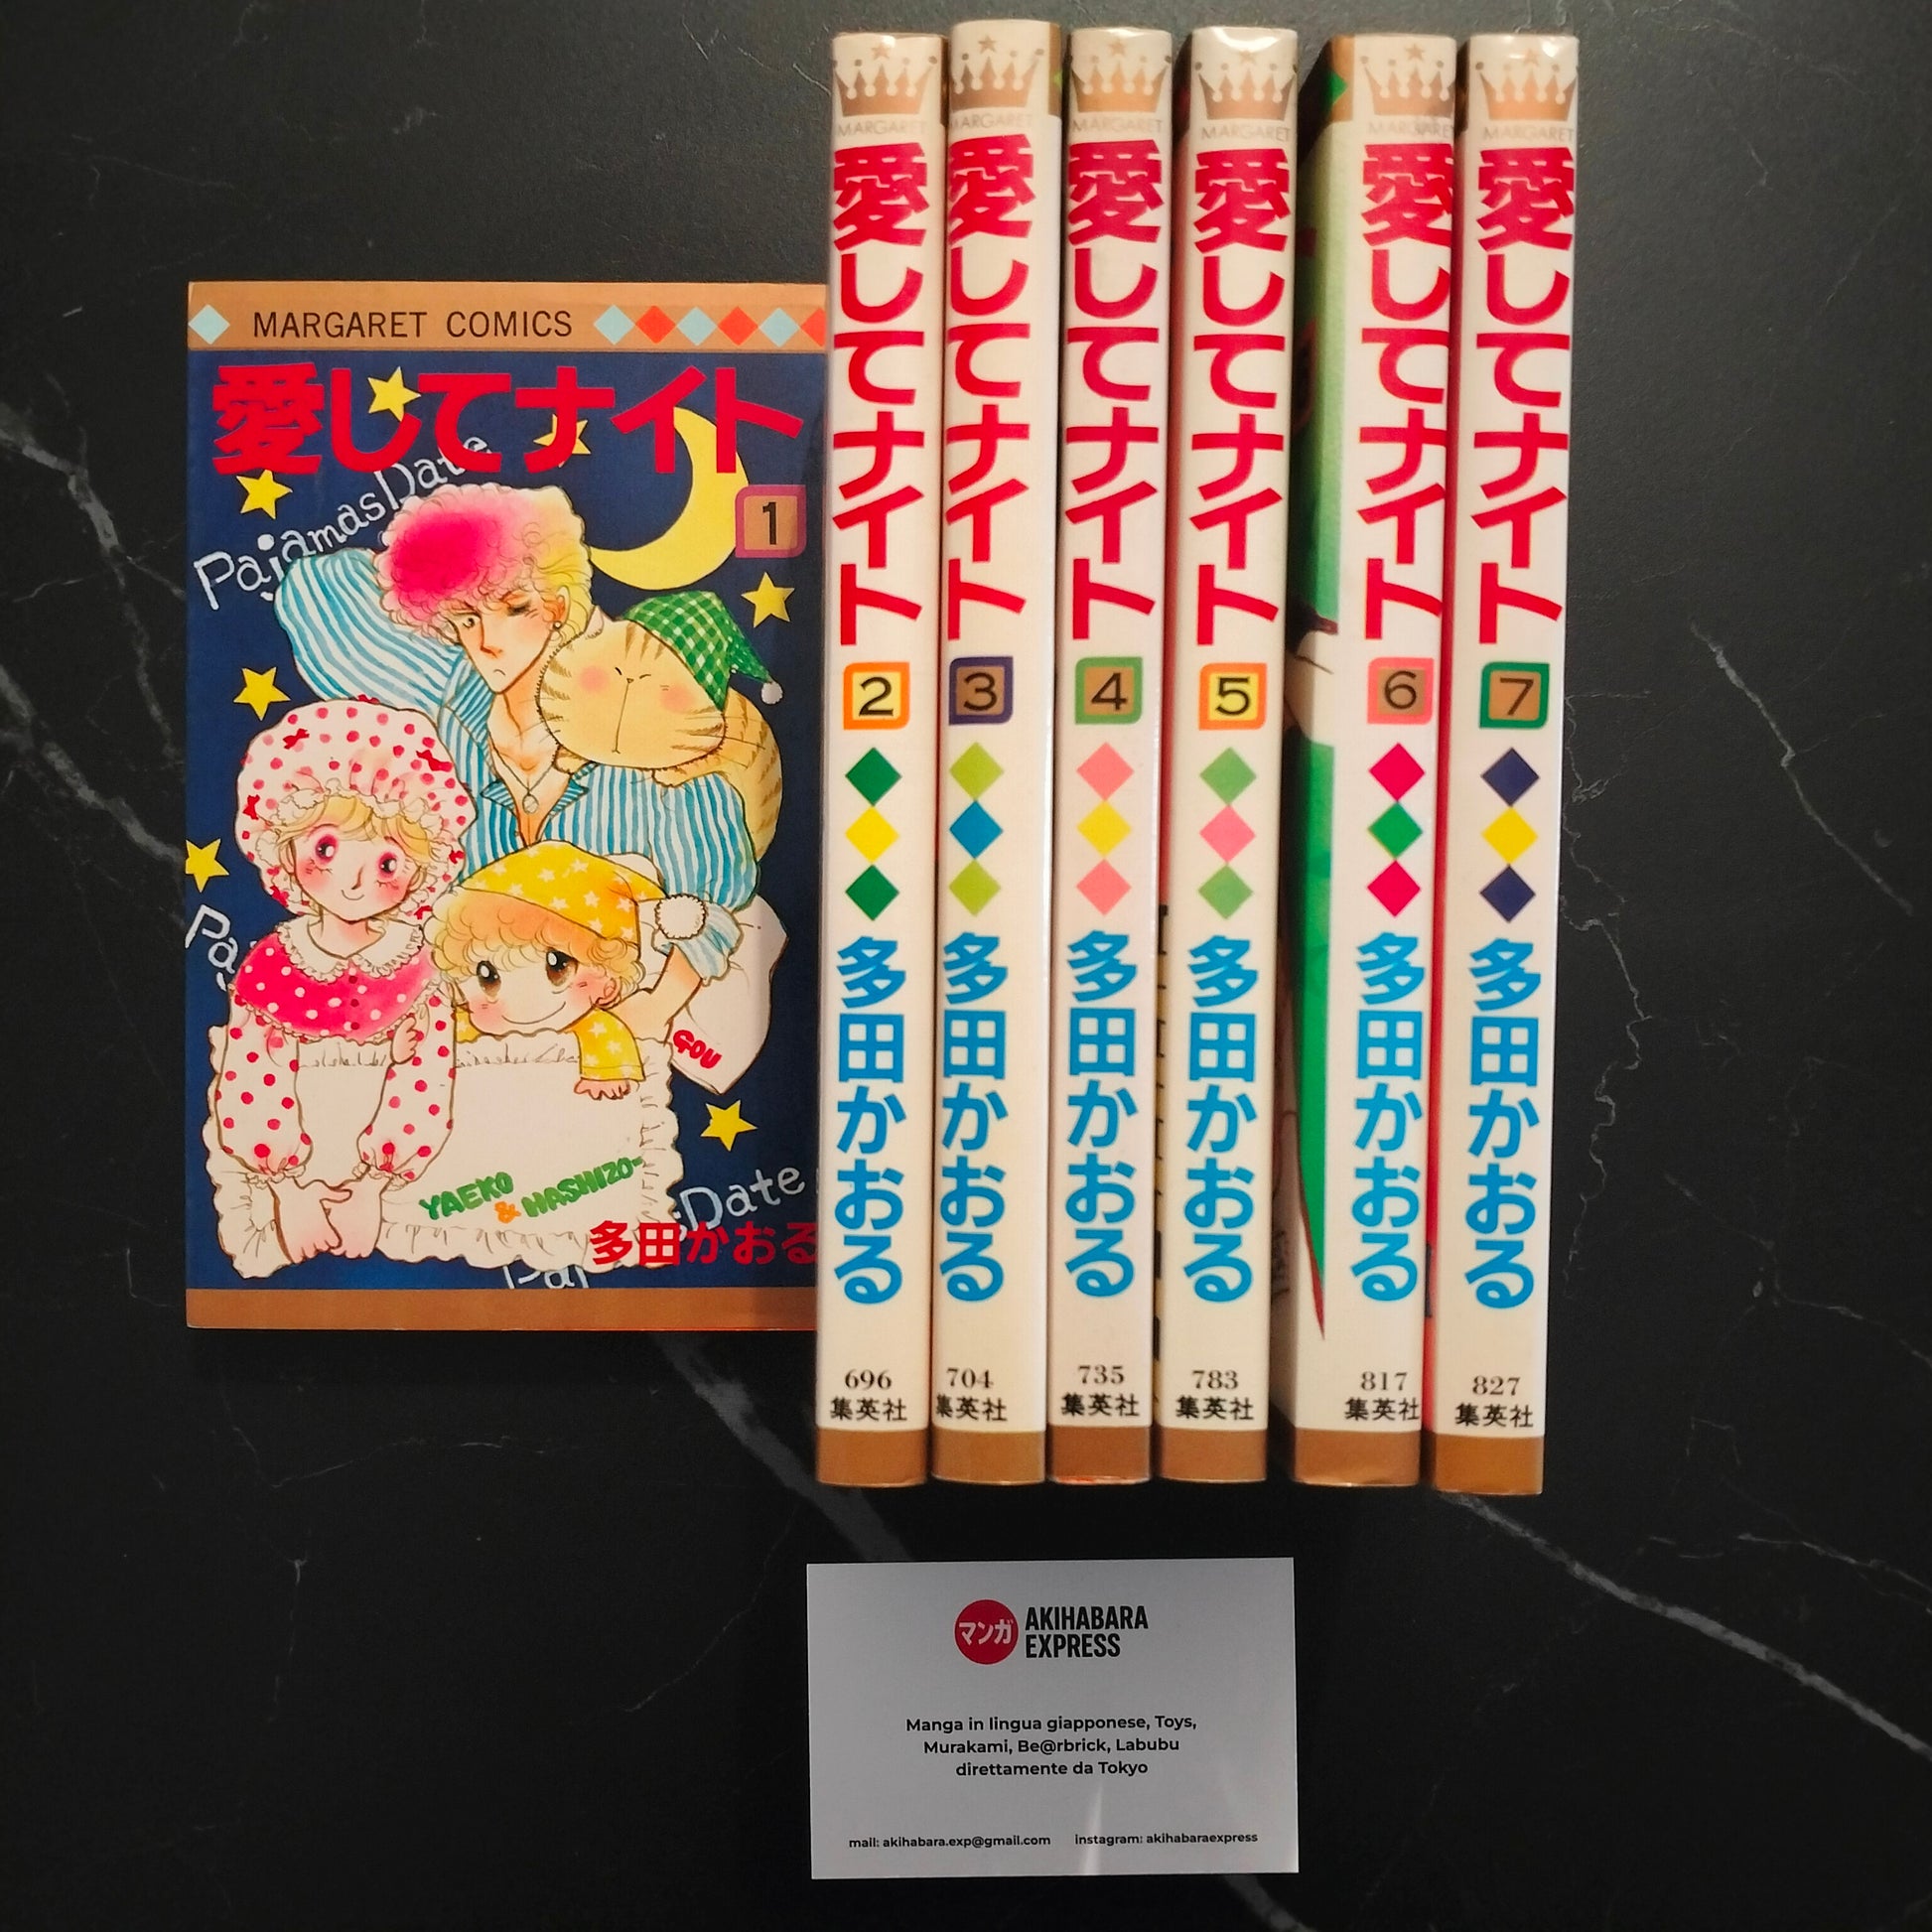 MARGARET COMICS
愛してナイト
PajamasDate
1
Pa
GOU
YAEKO
& HASHIZO-
Date
多田かおる
Paj
MARGARET
愛してナイト
2
多田かおる
696
集英社
MARGARET
愛してナイト
3
多田かおる
704
集英社
MARGARET
愛してナイト
4
多田かおる
735
集英社
MARGARET
愛してナイト
5
多田かおる
783
集英社
MARGARET
愛してナイト
6
多田かおる
817
集英社
MARGARET
愛してナイト
7
多田かおる
827
集英社
マンガ
AKIHABARA
EXPRESS
Manga in lingua giapponese, Toys,
Murakami, Be@rbrick, Labubu
direttamente da Tokyo
mail: akihabara.exp@gmail.com instagram: akihabaraexpress